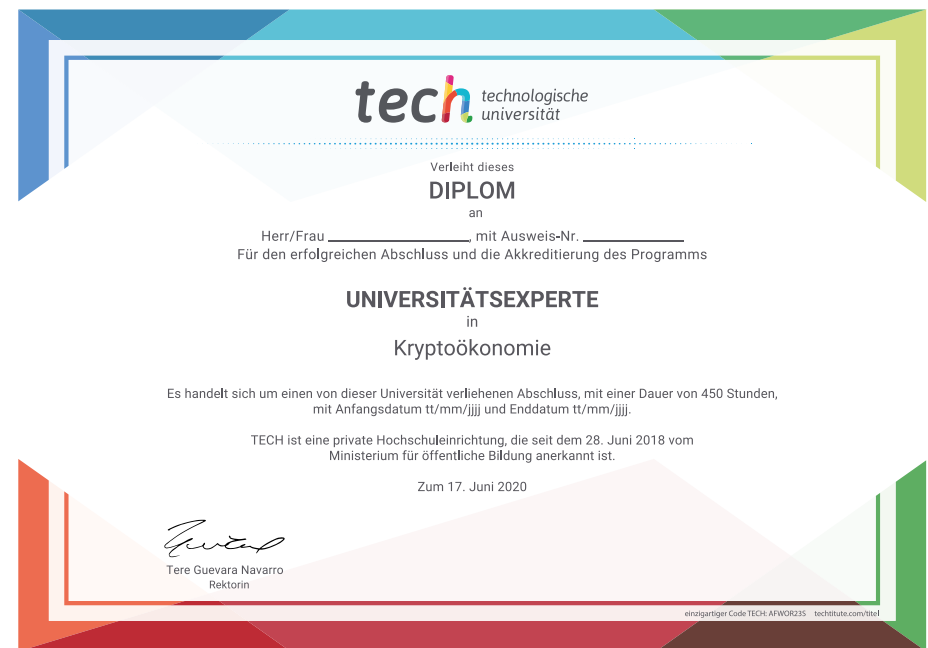 tech technologische
universität
Verleiht dieses
DIPLOM
an
Herr/Frau ____________________, mit Ausweis-Nr. ______________
Für den erfolgreichen Abschluss und die Akkreditierung des Programms
UNIVERSITÄTSEXPERTE
in
Kryptoökonomie
Es handelt sich um einen von dieser Universität verliehenen Abschluss, mit einer Dauer von 450 Stunden,
mit Anfangsdatum tt/mm/jjjj und Enddatum tt/mm/jjjj.
TECH ist eine private Hochschuleinrichtung, die seit dem 28. Juni 2018 vom
Ministerium für öffentliche Bildung anerkannt ist.
Zum 17. Juni 2020
Tere Guevara Navarro
Rektorin
einzigartiger Code TECH: AFWOR23S techtitute.com/titel